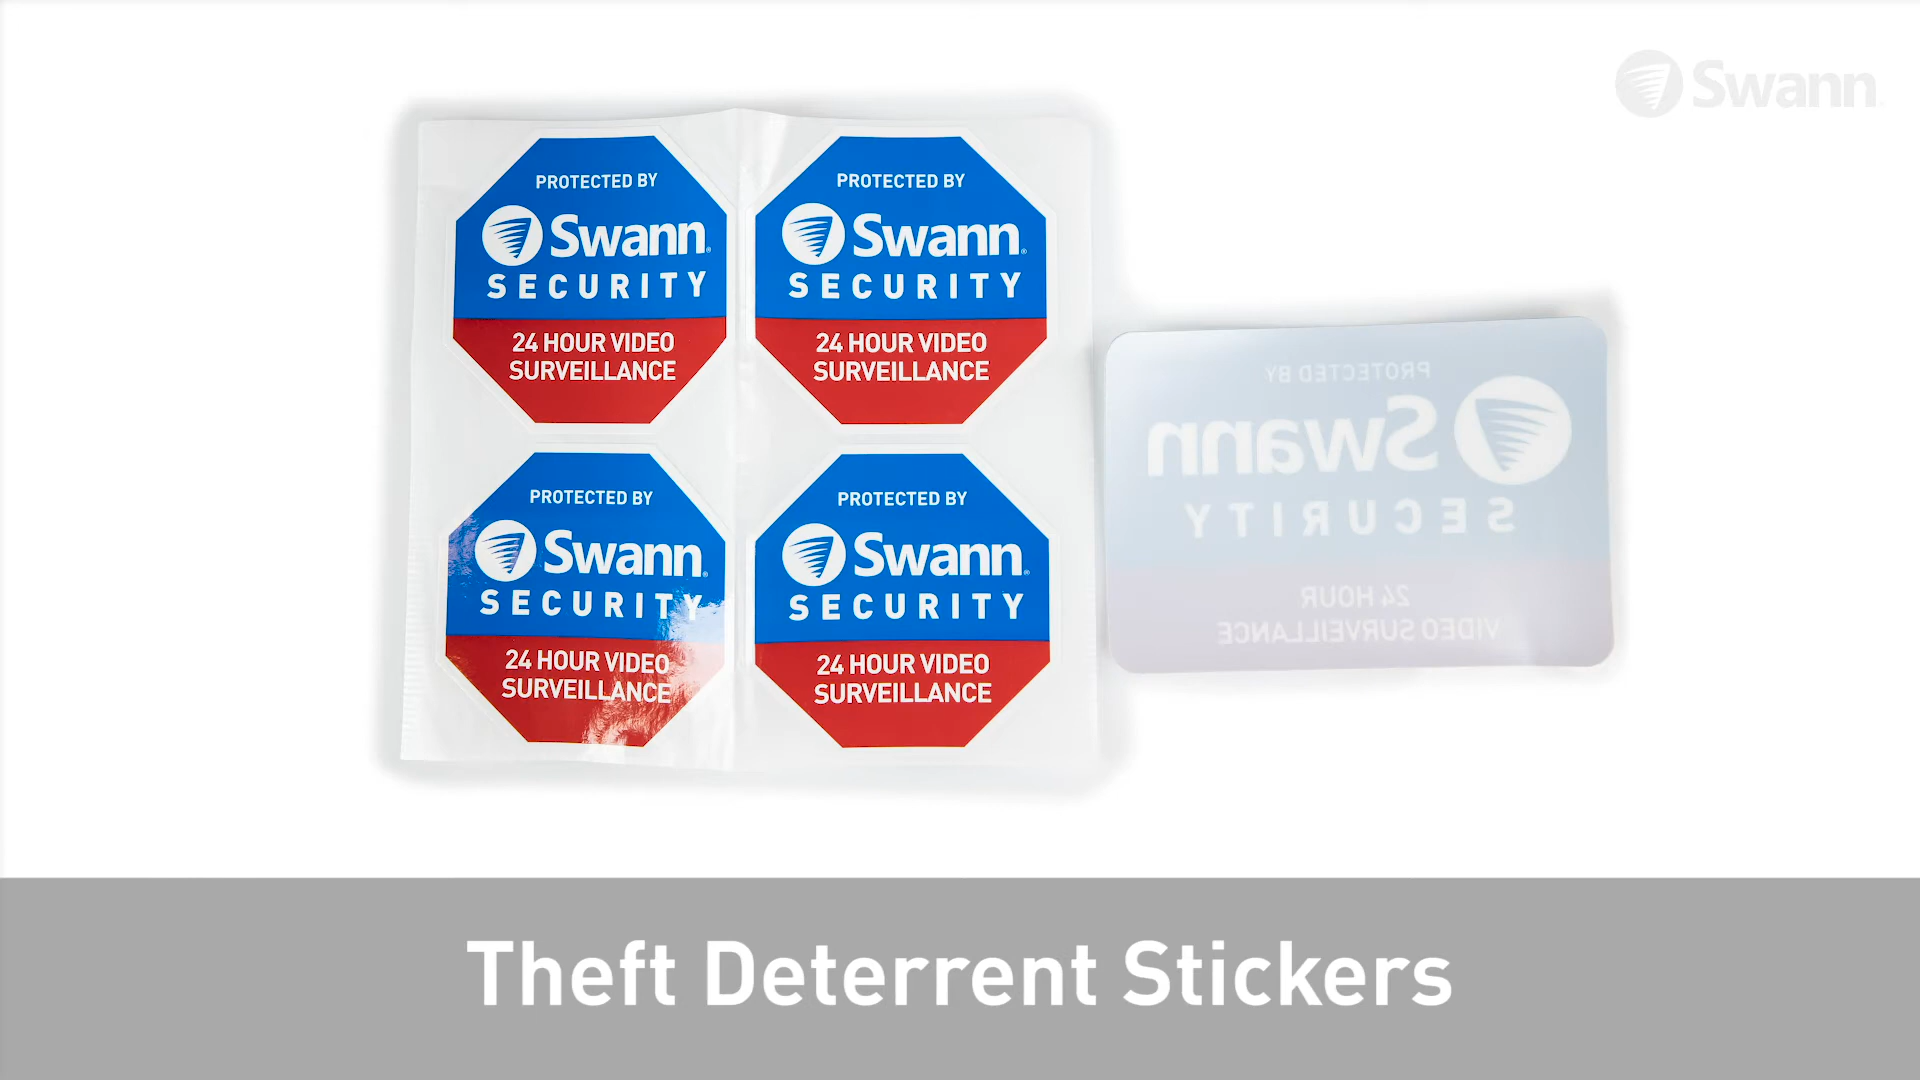 Swann
PROTECTED BY
Swann
SECURITY
24 HOUR VIDEO
SURVEILLANCE
PROTECTED BY
Swann
SECURITY
24 HOUR VIDEO
SURVEILLANCE
PROTECTED BY
Swann
SECURITY
24 HOUR
VIDEO SURVEILLANCE
PROTECTED BY
Swann
SECURITY
24 HOUR VIDEO
SURVEILLANCE
PROTECTED BY
Swann
SECURITY
24 HOUR VIDEO
SURVEILLANCE
Theft Deterrent Stickers